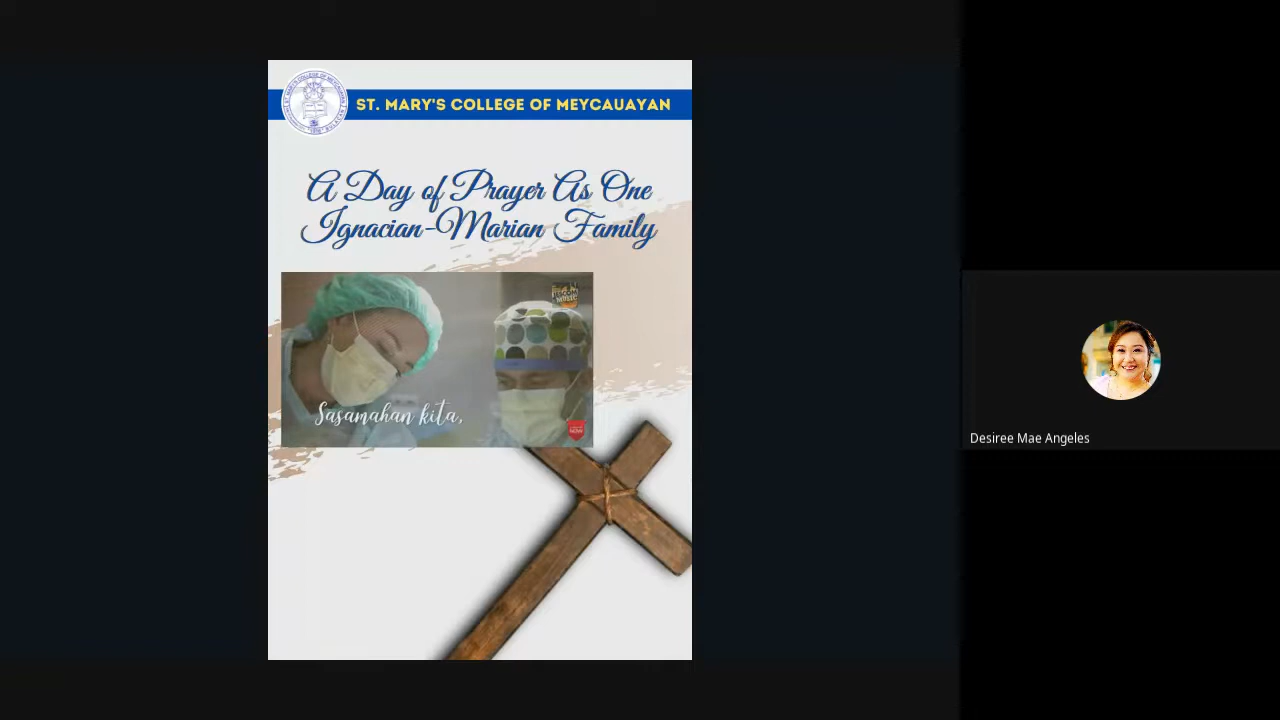 ST. MARY'S COLLEGE OF MEYCAUAYAN
A Day of Prayer As One
Ignacian-Marian Family
Sasamahan kita,
Desiree Mae Angeles